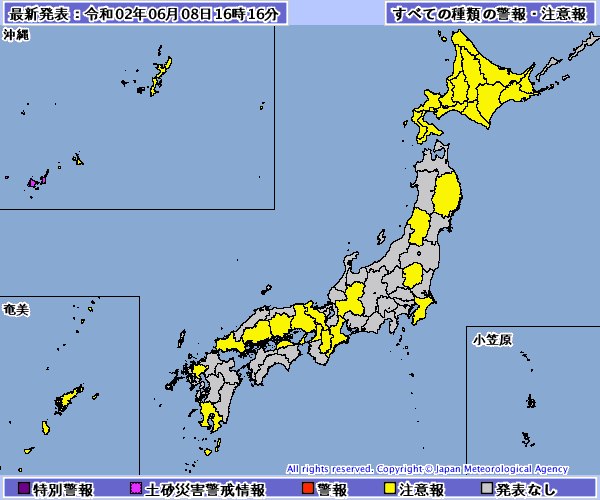 最新発表：令和02年06月08日16時16分
すべての種類の警報・注意報
沖縄
奄美
小笠原
All rights reserved. Copyright © Japan Meteorological Agency
特別警報 土砂災害警戒情報 警報 注意報 発表なし